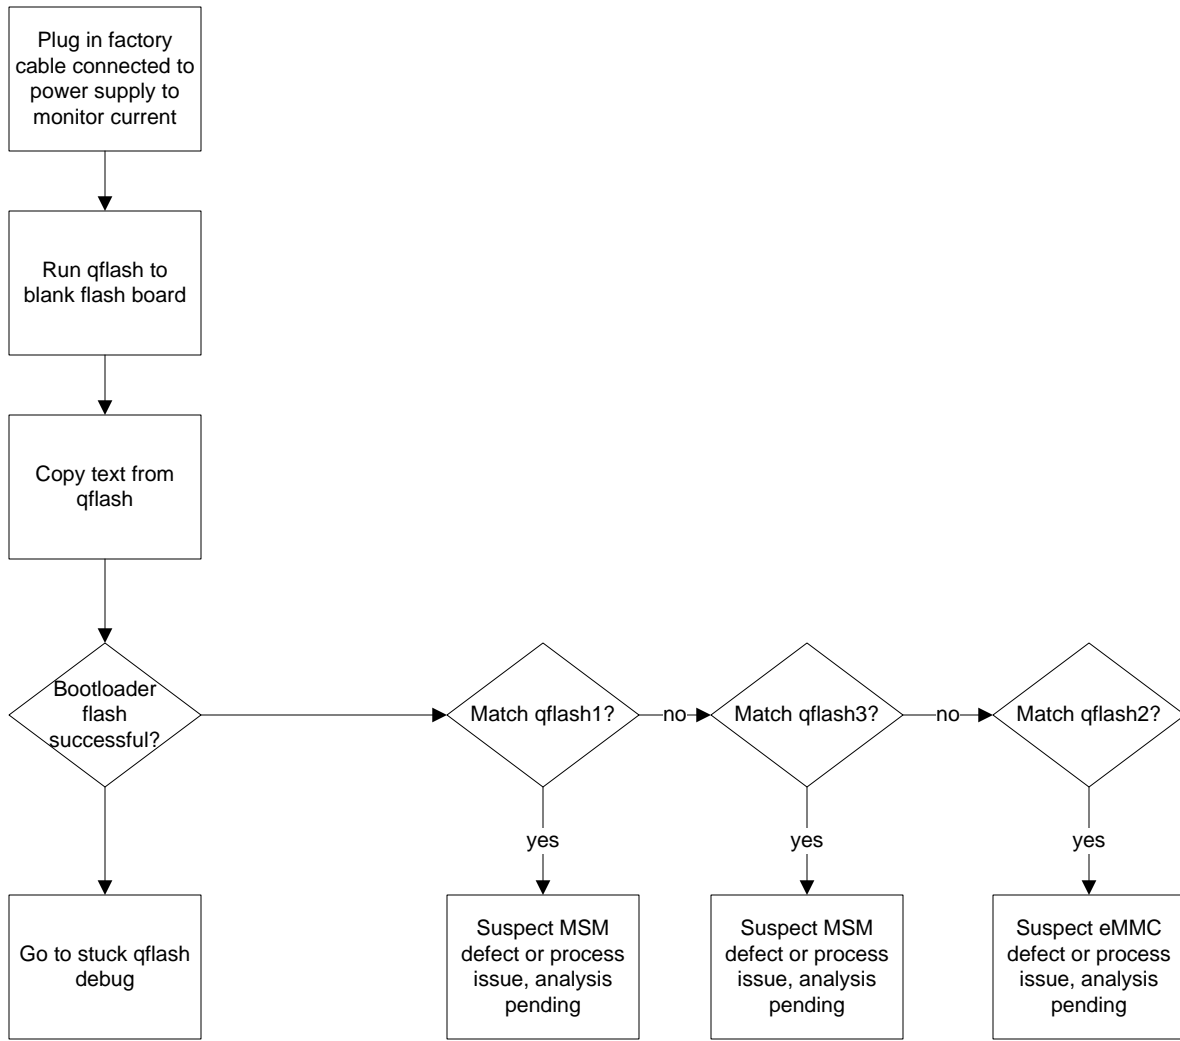 Plug in factory
cable connected to
power supply to
monitor current
Run qflash to
blank flash board
Copy text from
qflash
Bootloader
flash
successful?
Match qflash1?
no
Match qflash3?
no
Match qflash2?
yes
yes
yes
Go to stuck qflash
debug
Suspect MSM
defect or process
issue, analysis
pending
Suspect MSM
defect or process
issue, analysis
pending
Suspect eMMC
defect or process
issue, analysis
pending